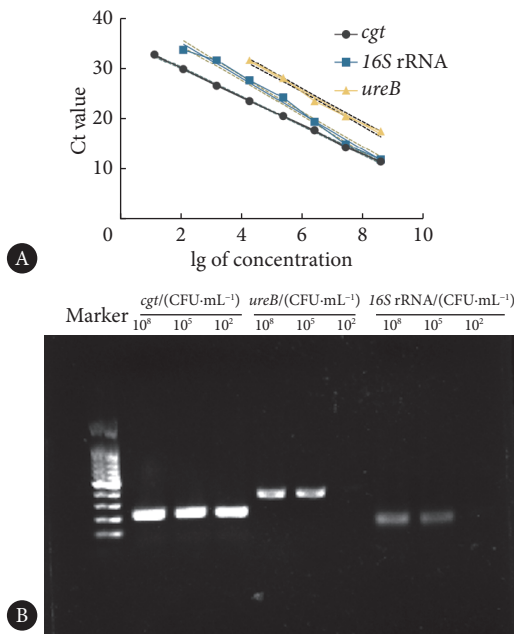 A
40
30
20
10
0
2
4
6
8
10
Ct value
lg of concentration
cgt
16S rRNA
ureB
B
Marker
cgt/(CFU·mL⁻¹) ureB/(CFU·mL⁻¹) 16S rRNA/(CFU·mL⁻¹)
10⁸ 10⁵ 10² 10⁸ 10⁵ 10² 10⁸ 10⁵ 10²